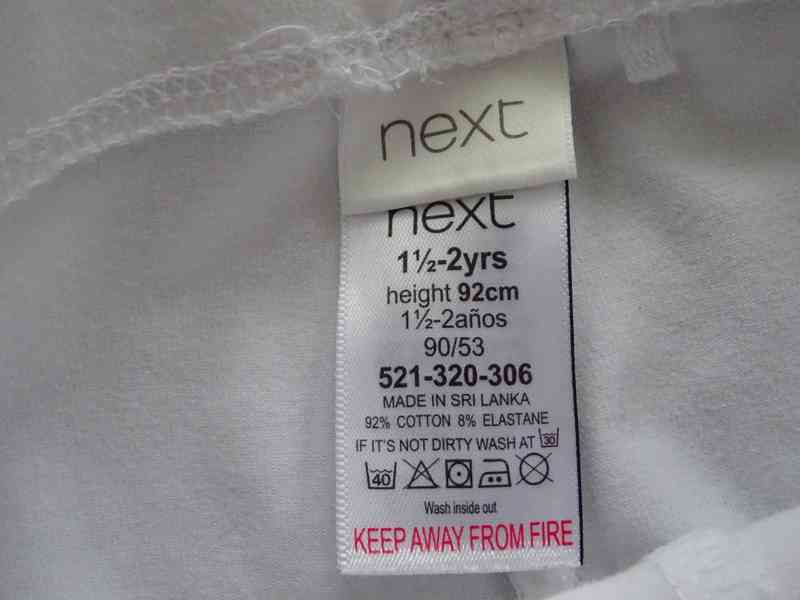 next
next
1½-2yrs
height 92cm
1½-2años
90/53
521-320-306
MADE IN SRI LANKA
92% COTTON 8% ELASTANE
IF IT'S NOT DIRTY WASH AT 30
40
Wash inside out
KEEP AWAY FROM FIRE